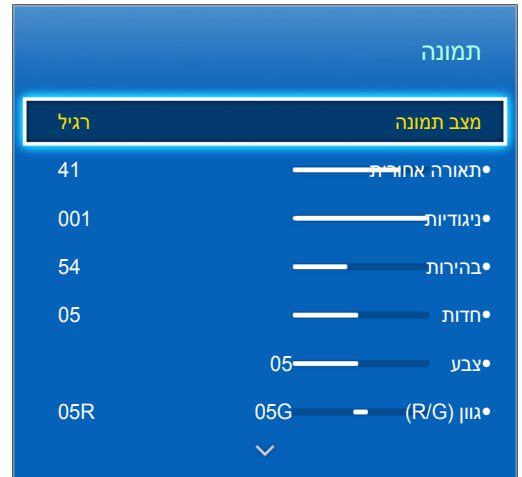 תמונה
מצב תמונה רגיל
•תאורה אחורית 41
•ניגודיות 001
•בהירות 54
•חדות 05
•צבע 05
•גוון (R/G) 05G 05R